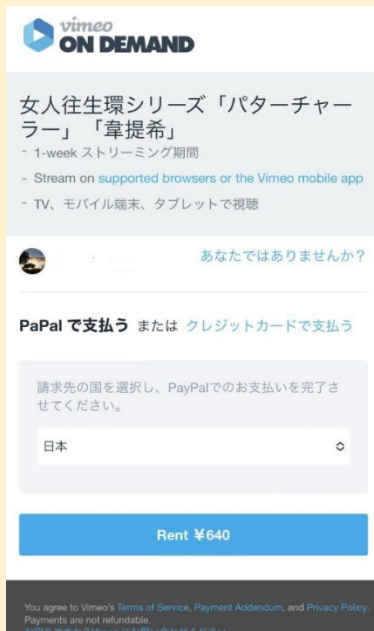 vimeo
ON DEMAND
女人往生環シリーズ「パターチャー
ラー」「韋提希」
- 1-week ストリーミング期間
- Stream on supported browsers or the Vimeo mobile app
- TV、モバイル端末、タブレットで視聴
あなたではありませんか？
PaPal で支払う または クレジットカードで支払う
請求先の国を選択し、PayPalでのお支払いを完了さ
せてください。
日本
Rent ¥640
You agree to Vimeo's Terms of Service, Payment Addendum, and Privacy Policy.
Payments are not refundable.